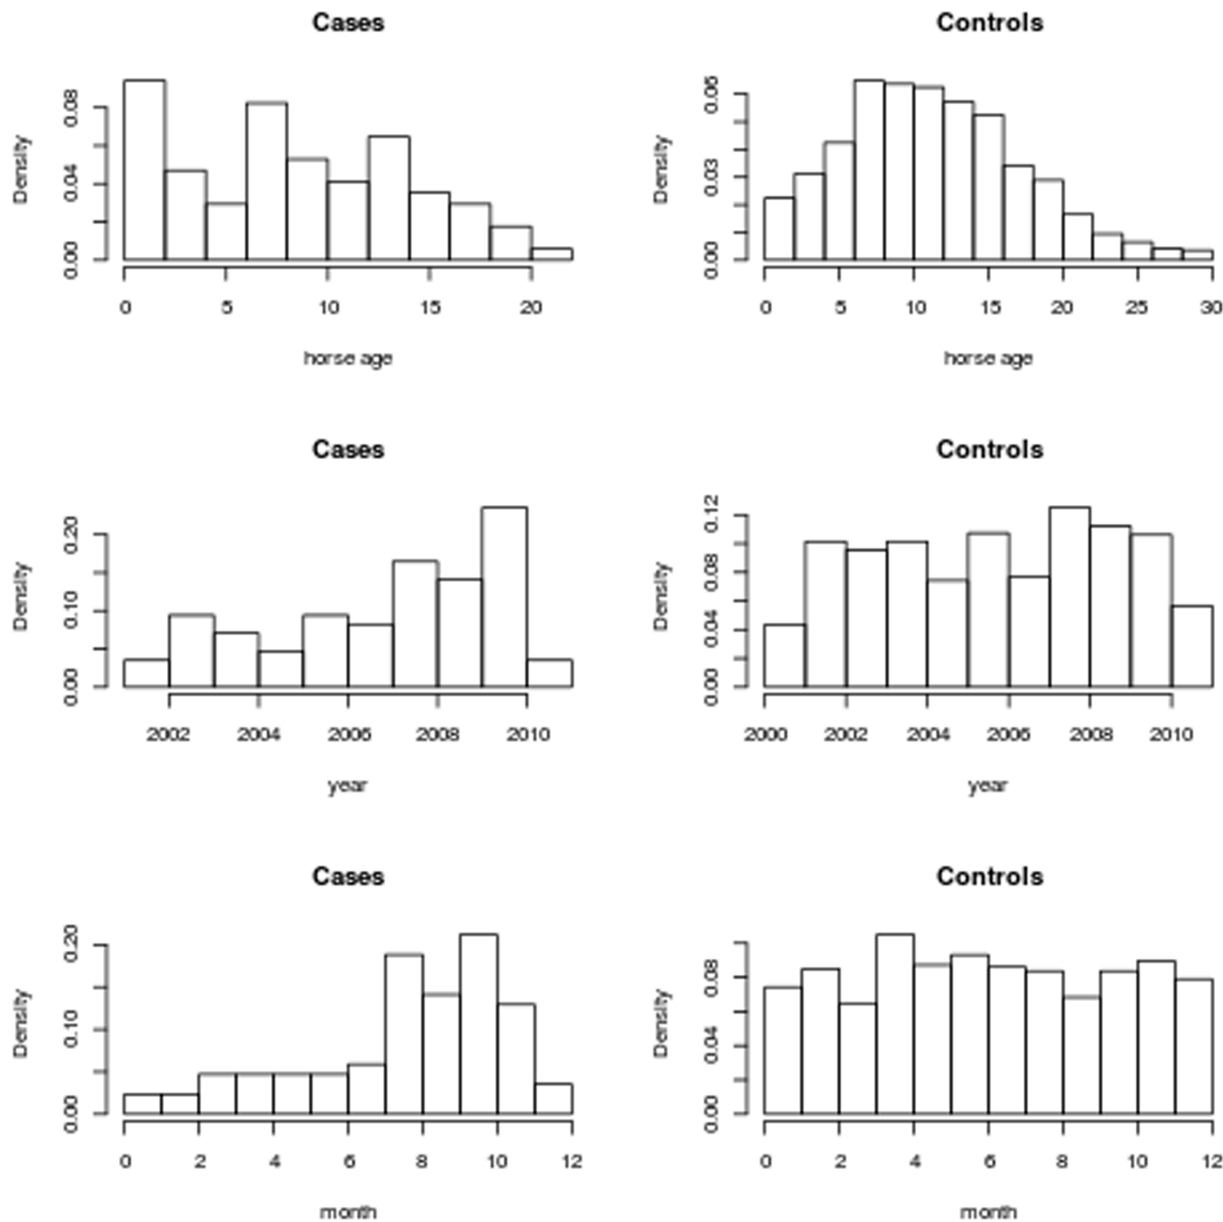 Cases
Controls
Density
0.00 0.04 0.08
0 5 10 15 20
horse age
Density
0.00 0.03 0.06
0 5 10 15 20 25 30
horse age
Cases
Controls
Density
0.00 0.10 0.20
2002 2004 2006 2008 2010
year
Density
0.00 0.04 0.08 0.12
2000 2002 2004 2006 2008 2010
year
Cases
Controls
Density
0.00 0.10 0.20
0 2 4 6 8 10 12
month
Density
0.00 0.04 0.08
0 2 4 6 8 10 12
month